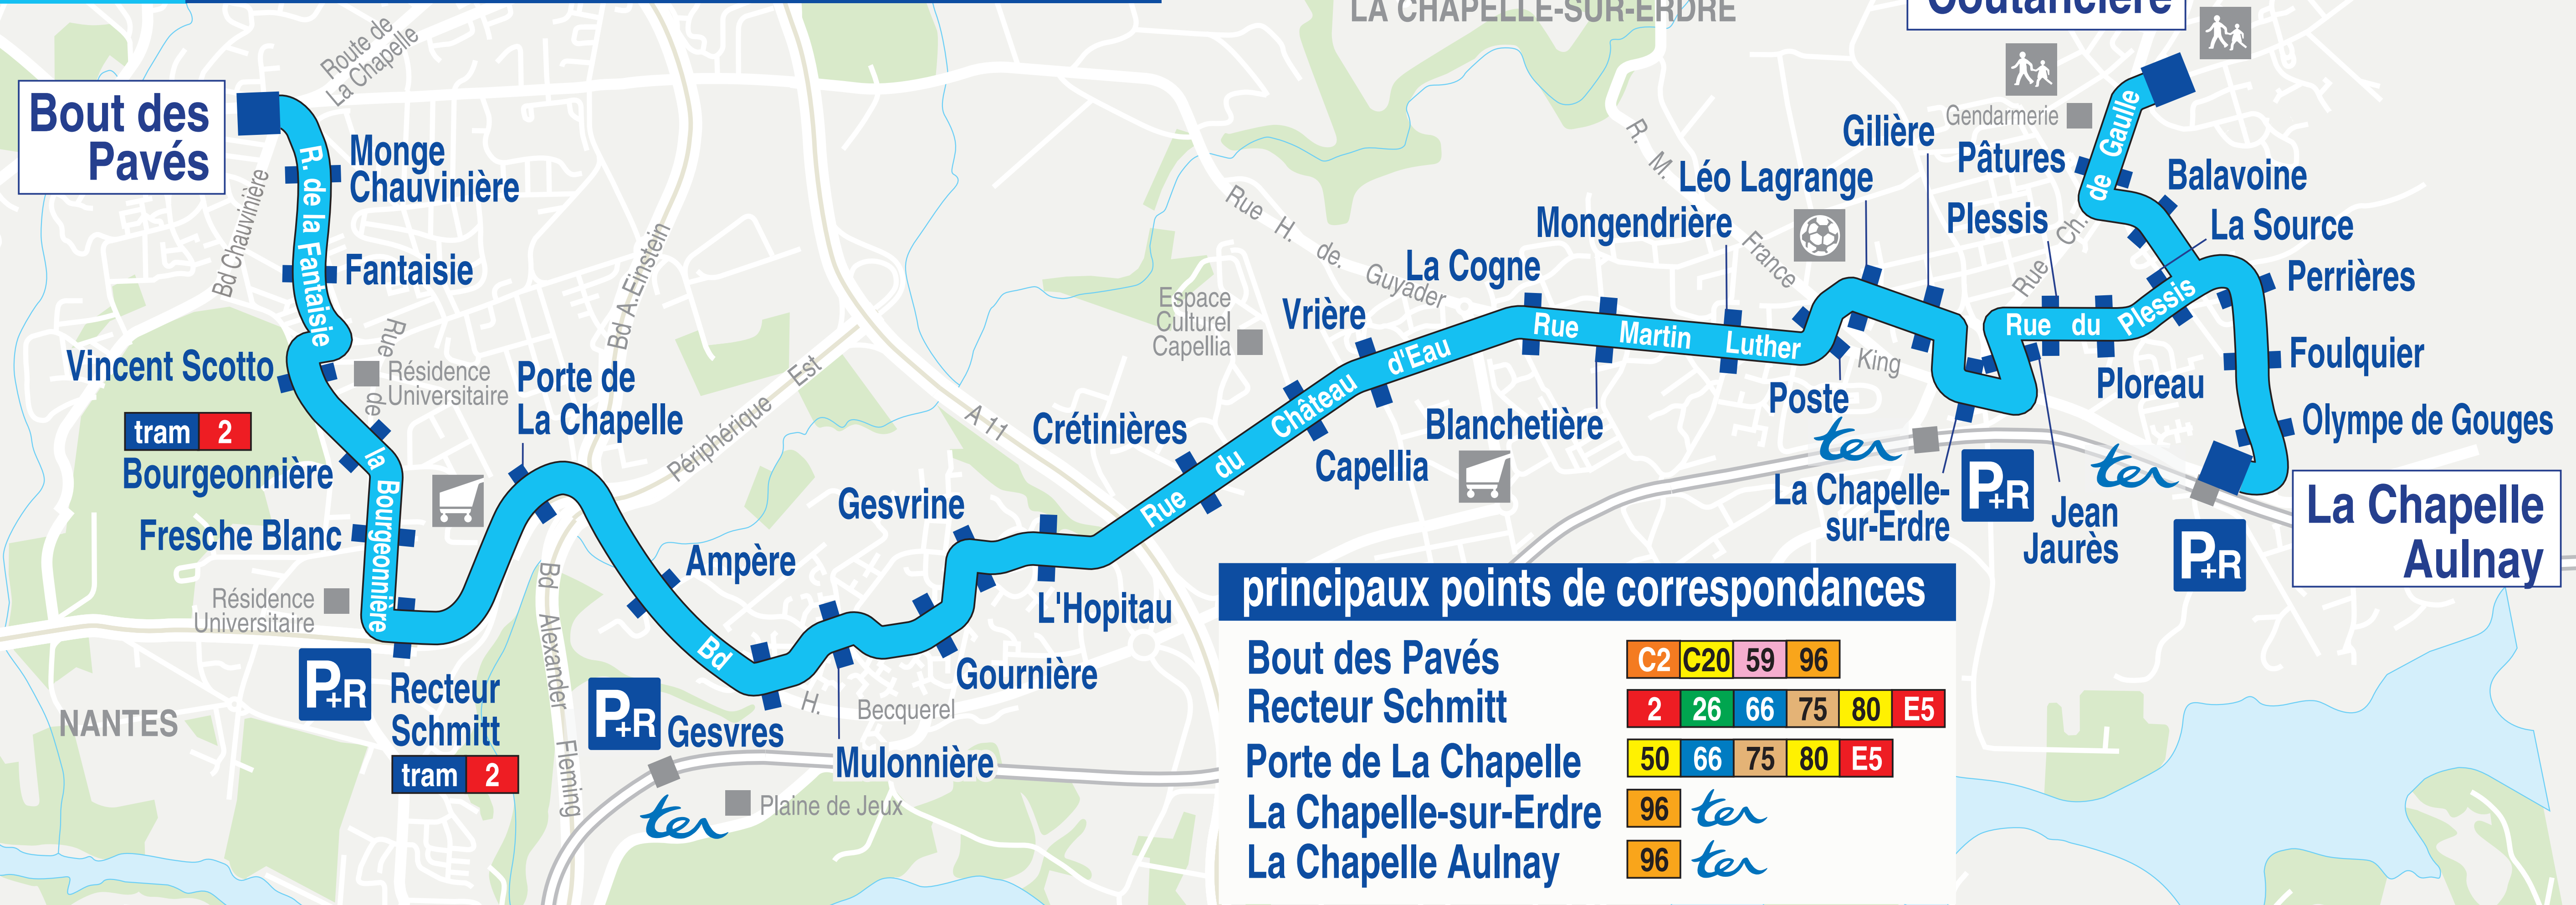 LA CHAPELLE-SUR-ERDRE
Coutancière
Bout des
Pavés
Route de
La Chapelle
R. de la Fantaisie
Monge
Chauvinière
Bd Chauvinière
Fantaisie
Rue de la Bourgeonnière
Vincent Scotto
Résidence
Universitaire
tram 2
Bourgeonnière
Fresche Blanc
Résidence
Universitaire
P+R
Recteur
Schmitt
tram 2
NANTES
Porte de
La Chapelle
Bd A.Einstein
Périphérique Est
Bd Alexander Fleming
Ampère
Bd H. Becquerel
P+R
Gesvres
ter
Plaine de Jeux
Mulonnière
Gournière
Gesvrine
L'Hopitau
A 11
Crétinières
Rue du Château d'Eau
Capellia
Espace
Culturel
Capellia
Vrière
Rue H. de. Guyader
La Cogne
Blanchetière
Rue Martin Luther King
Mongendrière
R. M. France
Léo Lagrange
Poste
Gilière
ter
La Chapelle-
sur-Erdre
P+R
Jean
Jaurès
Plessis
Rue du Plessis
Ploreau
Gendarmerie
Pâtures
Rue Ch. de Gaulle
Balavoine
La Source
Perrières
Foulquier
Olympe de Gouges
ter
P+R
La Chapelle
Aulnay
principaux points de correspondances
Bout des Pavés C2 C20 59 96
Recteur Schmitt 2 26 66 75 80 E5
Porte de La Chapelle 50 66 75 80 E5
La Chapelle-sur-Erdre 96 ter
La Chapelle Aulnay 96 ter